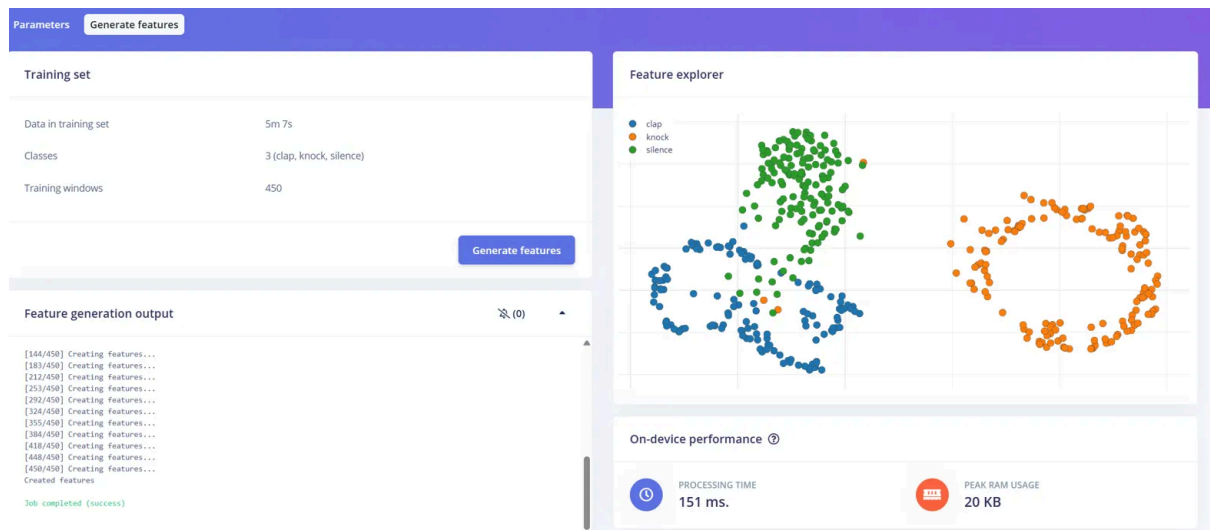 Parameters
Generate features
Training set
Data in training set 5m 7s
Classes 3 (clap, knock, silence)
Training windows 450
Generate features
Feature generation output (0)
[144/450] Creating features...
[183/450] Creating features...
[212/450] Creating features...
[253/450] Creating features...
[292/450] Creating features...
[324/450] Creating features...
[355/450] Creating features...
[384/450] Creating features...
[418/450] Creating features...
[448/450] Creating features...
[450/450] Creating features...
Created features
Job completed (success)
Feature explorer
clap
knock
silence
On-device performance ?
PROCESSING TIME
151 ms.
PEAK RAM USAGE
20 KB